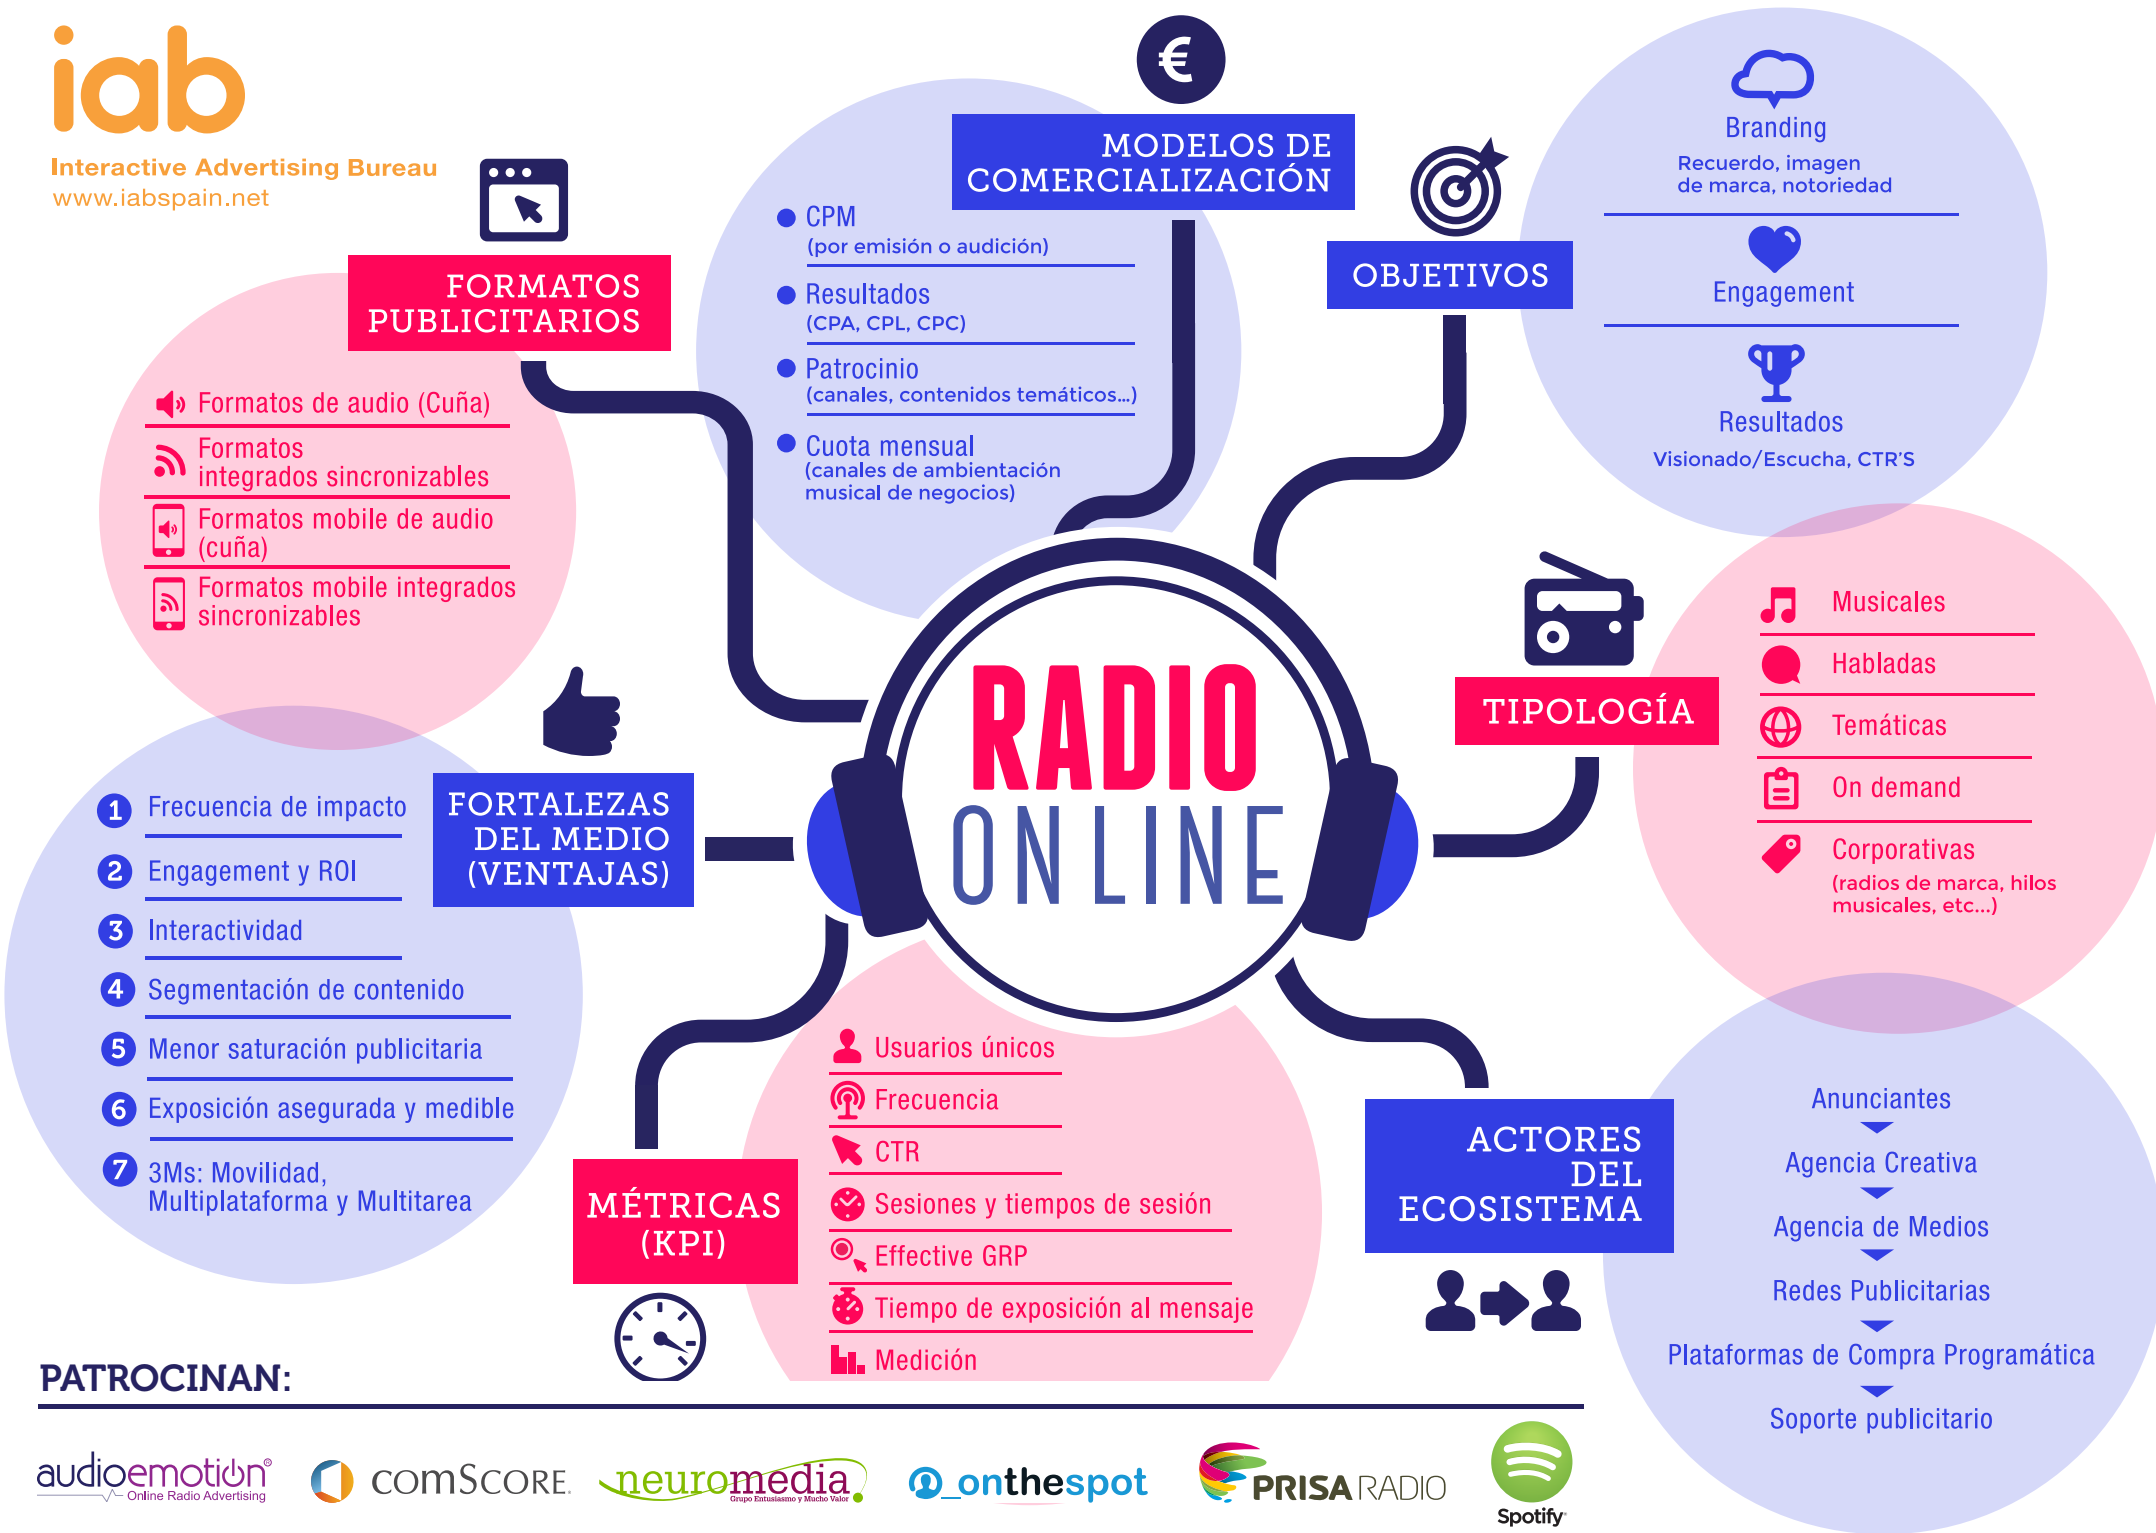 iab
Interactive Advertising Bureau
www.iabspain.net
FORMATOS
PUBLICITARIOS
Formatos de audio (Cuña)
Formatos
integrados sincronizables
Formatos mobile de audio
(cuña)
Formatos mobile integrados
sincronizables
€
MODELOS DE
COMERCIALIZACIÓN
CPM
(por emisión o audición)
Resultados
(CPA, CPL, CPC)
Patrocinio
(canales, contenidos temáticos...)
Cuota mensual
(canales de ambientación
musical de negocios)
OBJETIVOS
Branding
Recuerdo, imagen
de marca, notoriedad
Engagement
Resultados
Visionado/Escucha, CTR'S
RADIO
ONLINE
TIPOLOGÍA
Musicales
Habladas
Temáticas
On demand
Corporativas
(radios de marca, hilos
musicales, etc...)
FORTALEZAS
DEL MEDIO
(VENTAJAS)
1 Frecuencia de impacto
2 Engagement y ROI
3 Interactividad
4 Segmentación de contenido
5 Menor saturación publicitaria
6 Exposición asegurada y medible
7 3Ms: Movilidad,
Multiplataforma y Multitarea
MÉTRICAS
(KPI)
Usuarios únicos
Frecuencia
CTR
Sesiones y tiempos de sesión
Effective GRP
Tiempo de exposición al mensaje
Medición
ACTORES
DEL
ECOSISTEMA
Anunciantes
Agencia Creativa
Agencia de Medios
Redes Publicitarias
Plataformas de Compra Programática
Soporte publicitario
PATROCINAN:
audioemotion®
Online Radio Advertising
comScore.
neuromedia
Grupo Entusiasmo y Mucho Valor
_onthespot
PRISA RADIO
Spotify